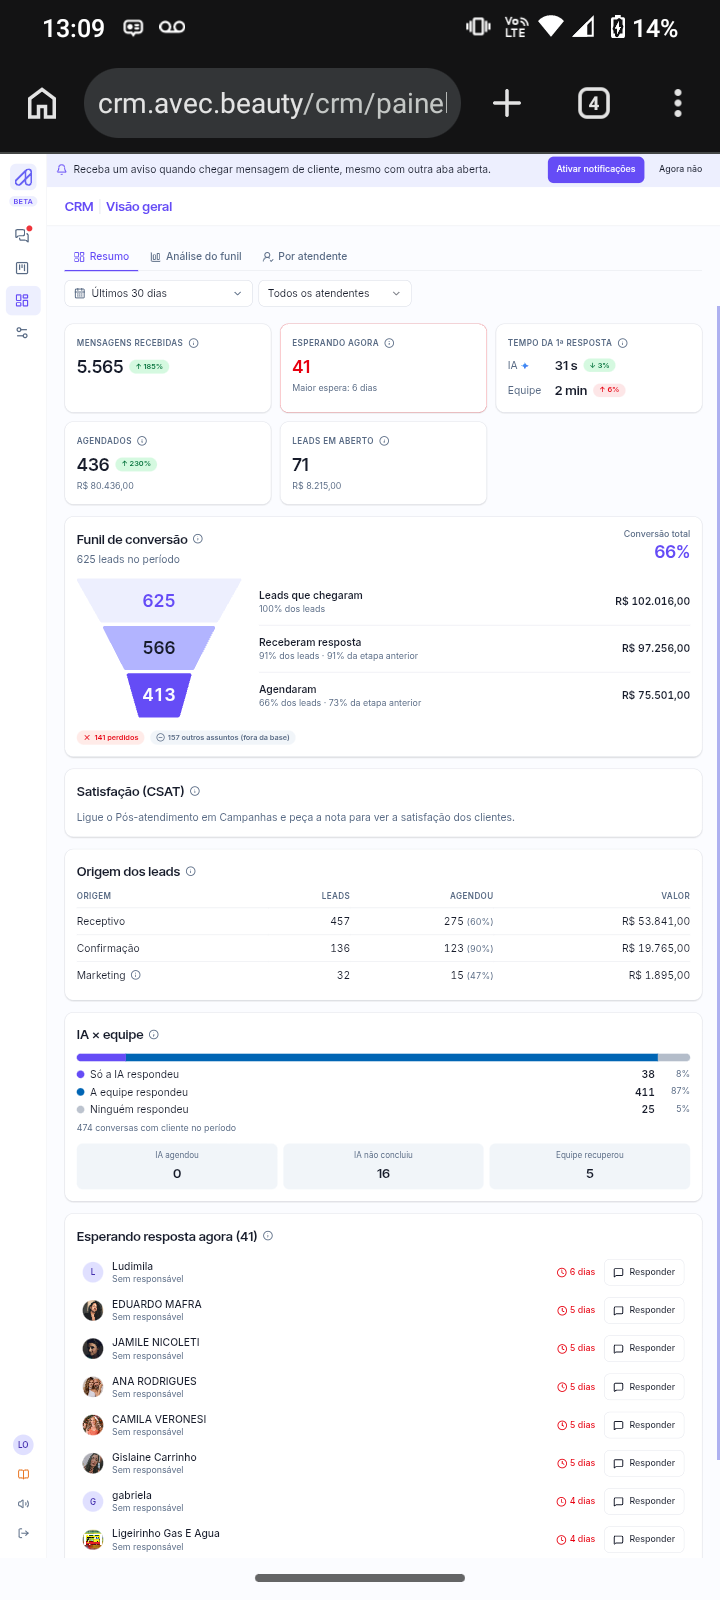 13:09
Vo LTE
14%
crm.avec.beauty/crm/paine
4
BETA
Receba um aviso quando chegar mensagem de cliente, mesmo com outra aba aberta.
Ativar notificações
Agora não
CRM | Visão geral
Resumo
Análise do funil
Por atendente
Últimos 30 dias
Todos os atendentes
MENSAGENS RECEBIDAS
5.565 ↑ 185%
ESPERANDO AGORA
41
Maior espera: 6 dias
TEMPO DA 1ª RESPOSTA
IA 31 s ↓ 3%
Equipe 2 min ↑ 6%
AGENDADOS
436 ↑ 230%
R$ 80.436,00
LEADS EM ABERTO
71
R$ 8.215,00
Funil de conversão
625 leads no período
Conversão total
66%
625
Leads que chegaram
100% dos leads
R$ 102.016,00
566
Receberam resposta
91% dos leads · 91% da etapa anterior
R$ 97.256,00
413
Agendaram
66% dos leads · 73% da etapa anterior
R$ 75.501,00
141 perdidos
157 outros assuntos (fora da base)
Satisfação (CSAT)
Ligue o Pós-atendimento em Campanhas e peça a nota para ver a satisfação dos clientes.
Origem dos leads
ORIGEM LEADS AGENDOU VALOR
Receptivo 457 275 (60%) R$ 53.841,00
Confirmação 136 123 (90%) R$ 19.765,00
Marketing 32 15 (47%) R$ 1.895,00
IA × equipe
Só a IA respondeu 38 8%
A equipe respondeu 411 87%
Ninguém respondeu 25 5%
474 conversas com cliente no período
IA agendou
0
IA não concluiu
16
Equipe recuperou
5
Esperando resposta agora (41)
L
Ludimila
Sem responsável
6 dias
Responder
EDUARDO MAFRA
Sem responsável
5 dias
Responder
JAMILE NICOLETI
Sem responsável
5 dias
Responder
ANA RODRIGUES
Sem responsável
5 dias
Responder
CAMILA VERONESI
Sem responsável
5 dias
Responder
Gislaine Carrinho
Sem responsável
5 dias
Responder
G
gabriela
Sem responsável
4 dias
Responder
Ligeirinho Gas E Agua
Sem responsável
4 dias
Responder
LO